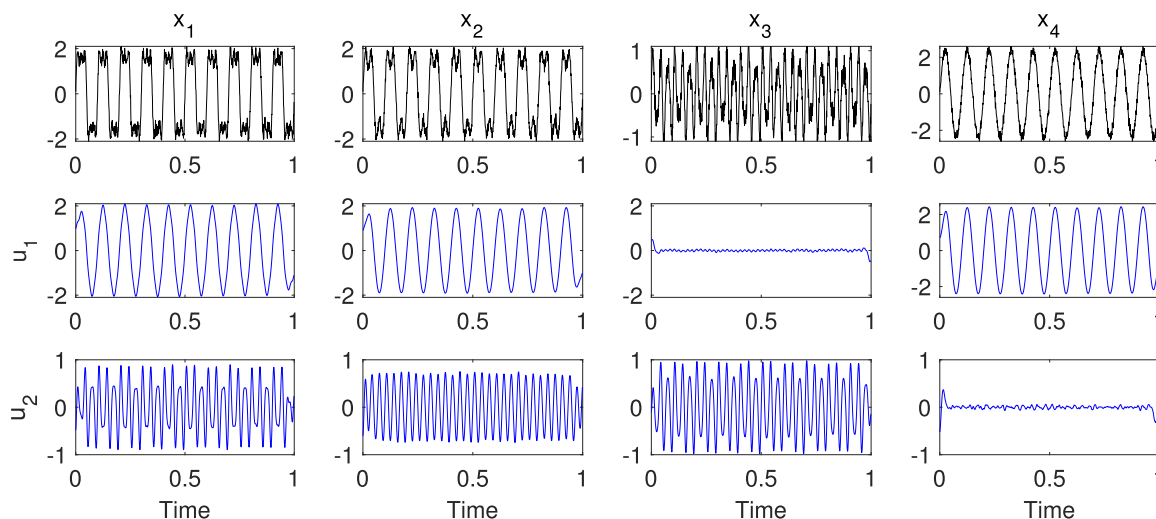 x1 x2 x3 x4
2 2 1 2
0 0 0 0
-2 -2 -1 -2
0 0.5 1 0 0.5 1 0 0.5 1 0 0.5 1
u1
2 2 2 2
0 0 0 0
-2 -2 -2 -2
0 0.5 1 0 0.5 1 0 0.5 1 0 0.5 1
u2
1 1 1 1
0 0 0 0
-1 -1 -1 -1
0 0.5 1 0 0.5 1 0 0.5 1 0 0.5 1
Time Time Time Time